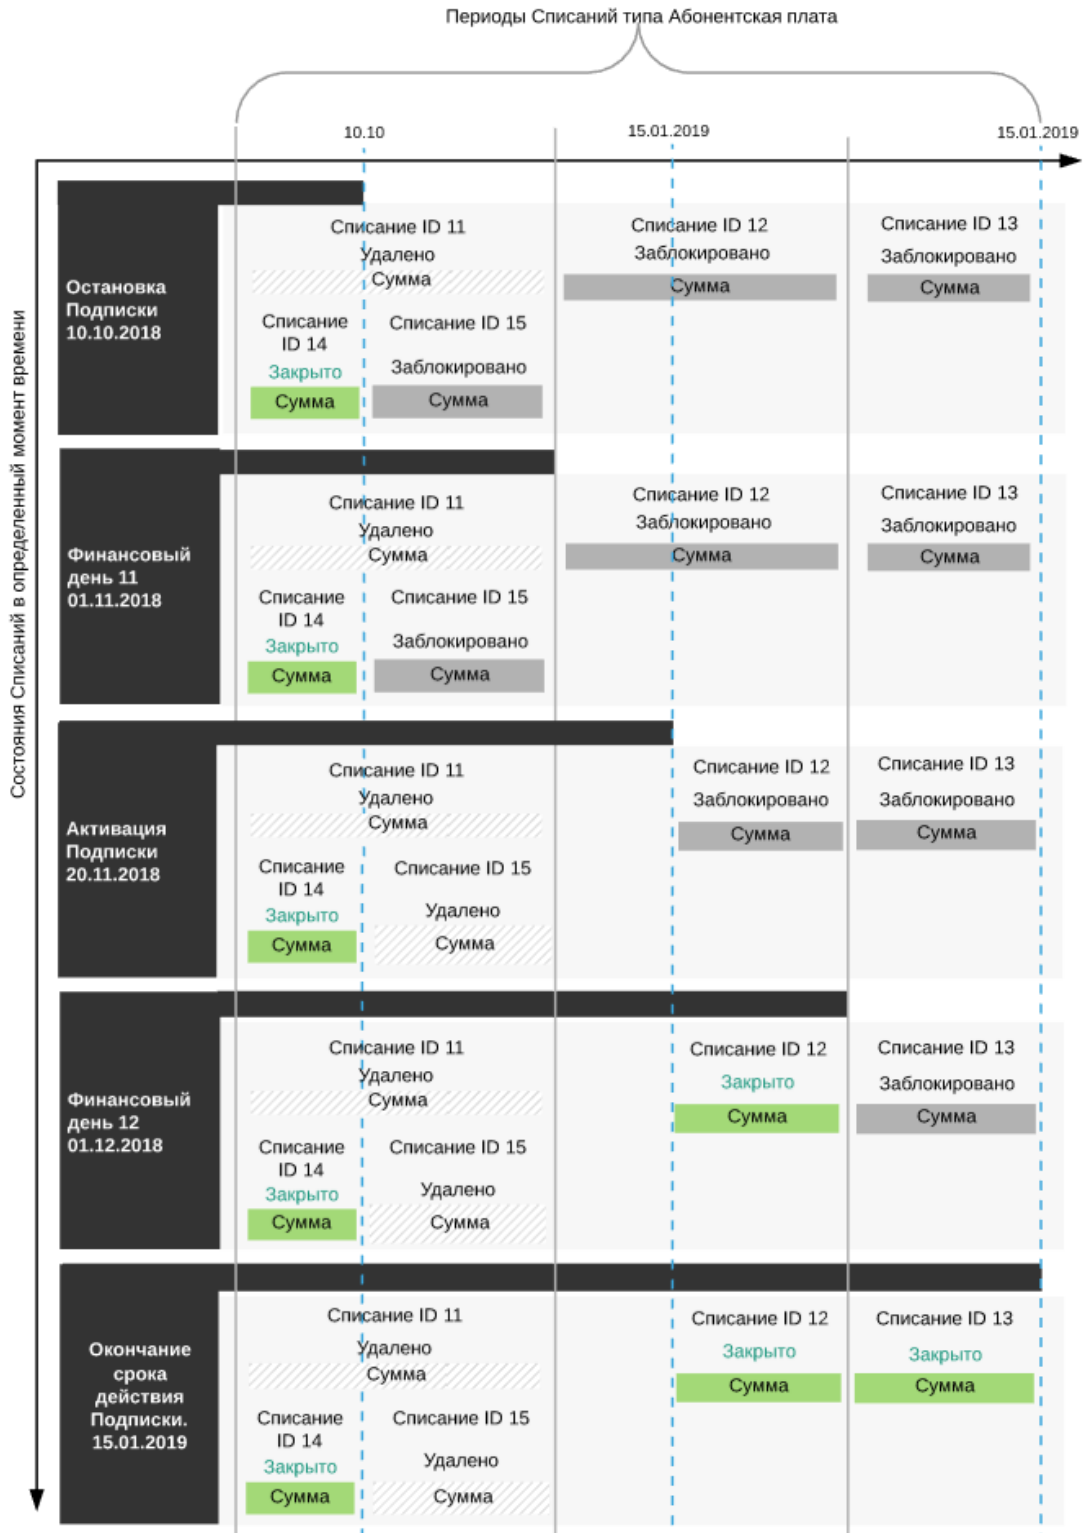 Периоды Списаний типа Абонентская плата
10.10
15.01.2019
15.01.2019
Состояния Списаний в определенный момент времени
Остановка
Подписки
10.10.2018
Списание ID 11
Удалено
Сумма
Списание ID 12
Заблокировано
Сумма
Списание ID 13
Заблокировано
Сумма
Списание
ID 14
Закрыто
Сумма
Списание ID 15
Заблокировано
Сумма
Финансовый
день 11
01.11.2018
Списание ID 11
Удалено
Сумма
Списание ID 12
Заблокировано
Сумма
Списание ID 13
Заблокировано
Сумма
Списание
ID 14
Закрыто
Сумма
Списание ID 15
Заблокировано
Сумма
Активация
Подписки
20.11.2018
Списание ID 11
Удалено
Сумма
Списание ID 12
Заблокировано
Сумма
Списание ID 13
Заблокировано
Сумма
Списание
ID 14
Закрыто
Сумма
Списание ID 15
Удалено
Сумма
Финансовый
день 12
01.12.2018
Списание ID 11
Удалено
Сумма
Списание ID 12
Закрыто
Сумма
Списание ID 13
Заблокировано
Сумма
Списание
ID 14
Закрыто
Сумма
Списание ID 15
Удалено
Сумма
Окончание
срока
действия
Подписки.
15.01.2019
Списание ID 11
Удалено
Сумма
Списание ID 12
Закрыто
Сумма
Списание ID 13
Закрыто
Сумма
Списание
ID 14
Закрыто
Сумма
Списание ID 15
Удалено
Сумма